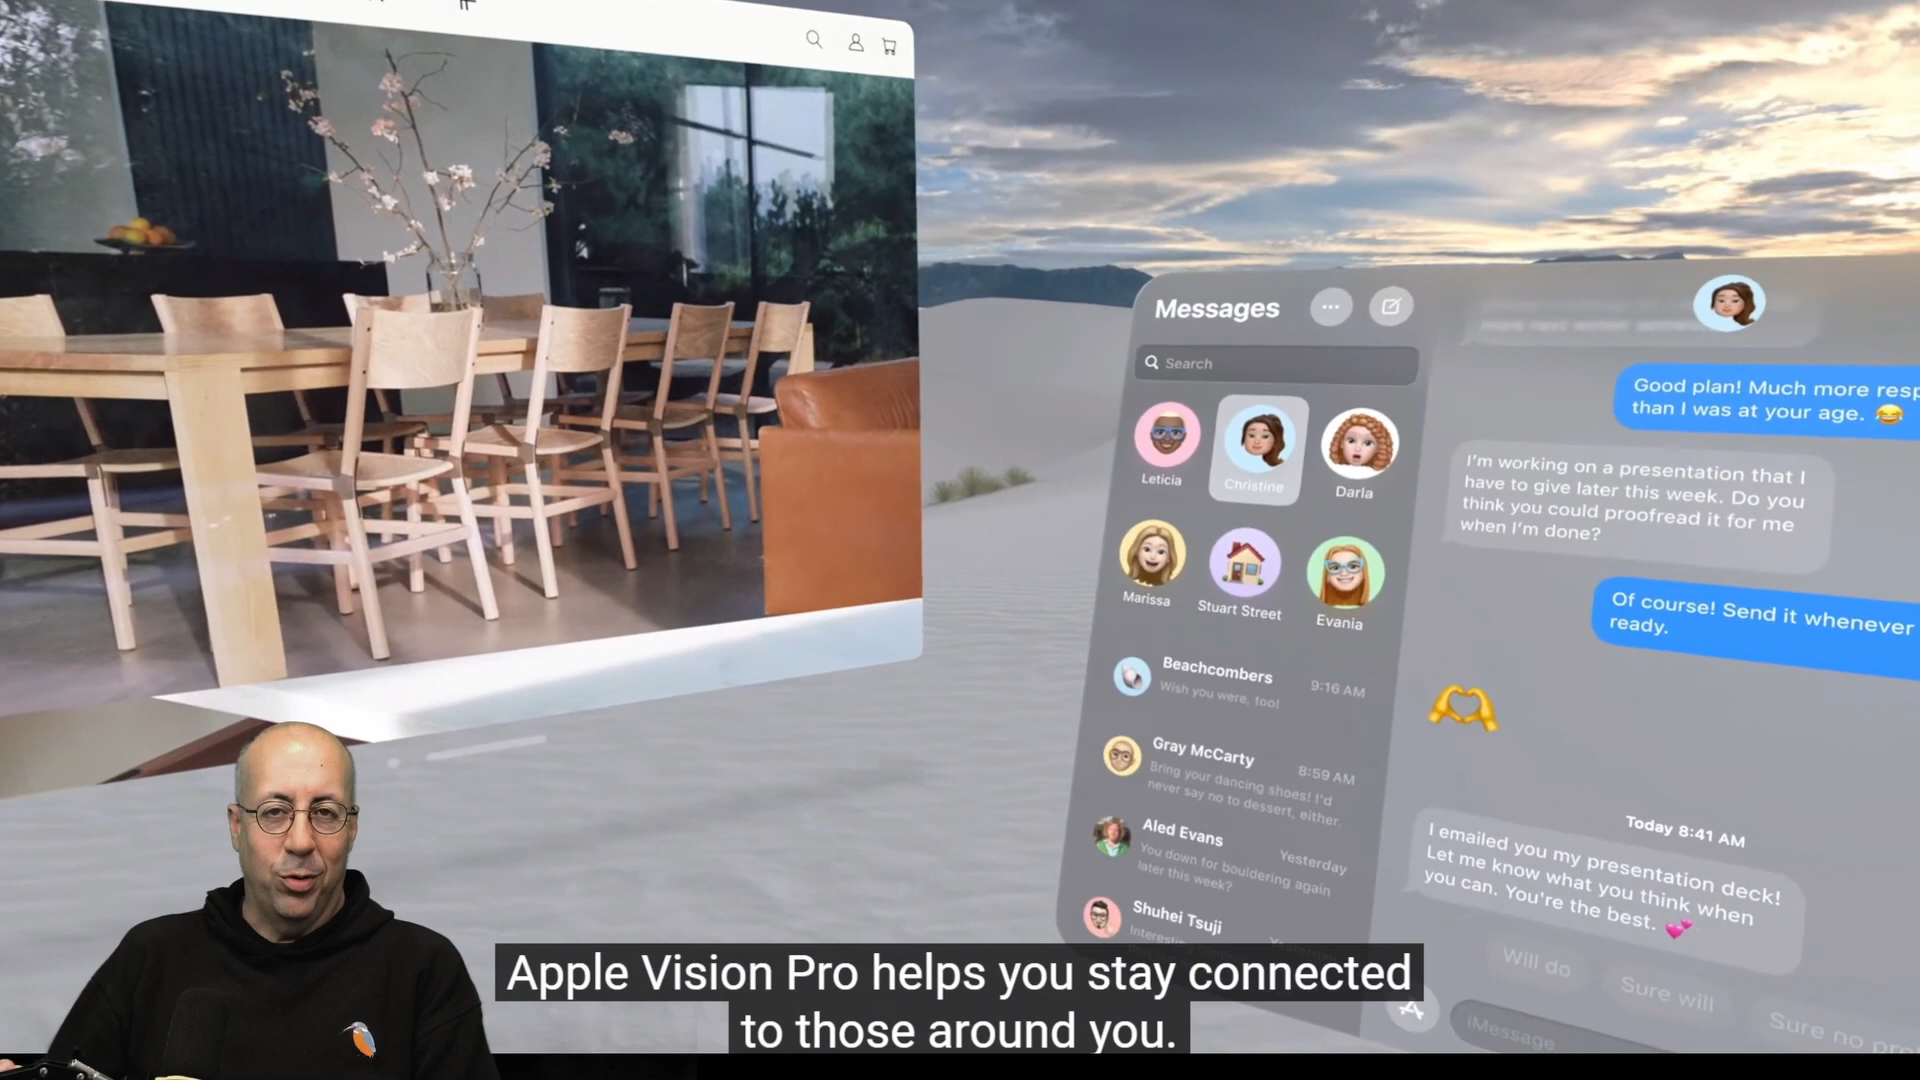 Messages
Search
Leticia
Christine
Darla
Marissa
Stuart Street
Evania
Beachcombers
9:16 AM
Wish you were, too!
Gray McCarty
8:59 AM
Bring your dancing shoes! I'd
never say no to dessert, either.
Aled Evans
Yesterday
You down for bouldering again
later this week?
Shuhei Tsuji
Good plan! Much more
than I was at your age. 😂
I'm working on a presentation that I
have to give later this week. Do you
think you could proofread it for me
when I'm done?
Of course! Send it whenever
ready.
🫶
Today 8:41 AM
I emailed you my presentation deck!
Let me know what you think when
you can. You're the best. 💕
Will do
Sure will
Sure no
iMessage
Apple Vision Pro helps you stay connected
to those around you.